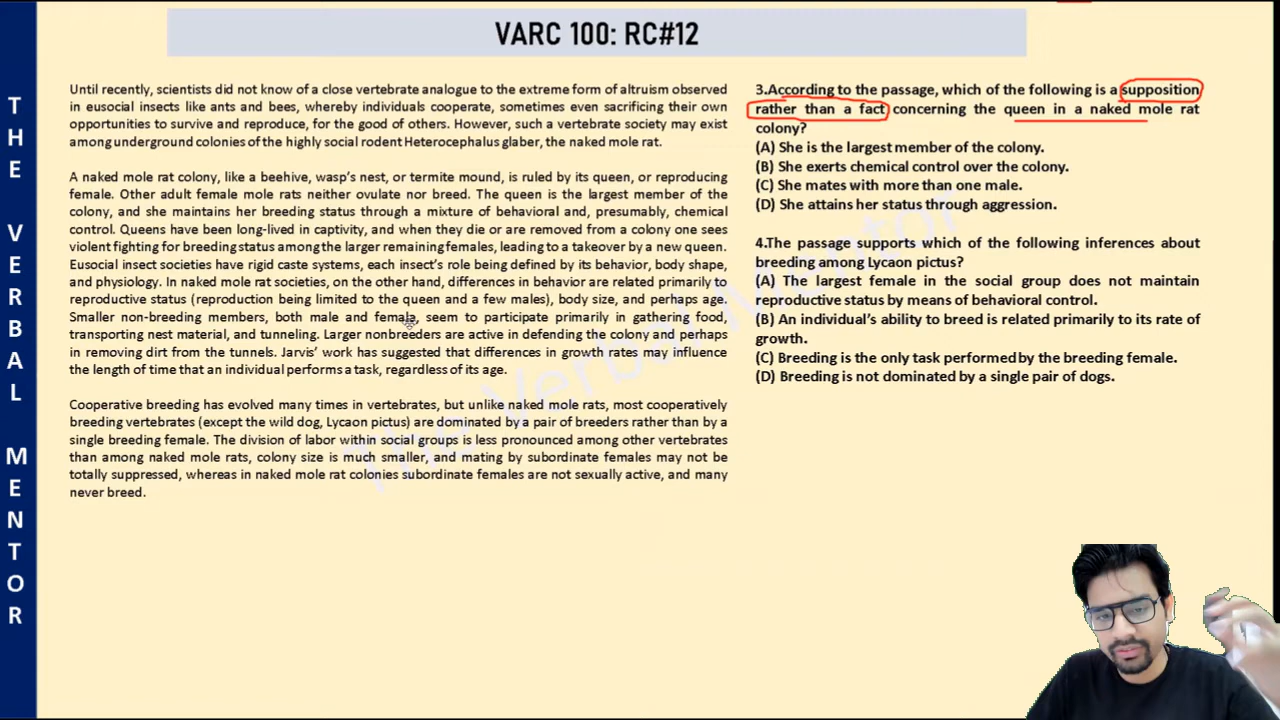 VARC 100: RC#12
THE VERBAL MENTOR
Until recently, scientists did not know of a close vertebrate analogue to the extreme form of altruism observed
in eusocial insects like ants and bees, whereby individuals cooperate, sometimes even sacrificing their own
opportunities to survive and reproduce, for the good of others. However, such a vertebrate society may exist
among underground colonies of the highly social rodent Heterocephalus glaber, the naked mole rat.
A naked mole rat colony, like a beehive, wasp's nest, or termite mound, is ruled by its queen, or reproducing
female. Other adult female mole rats neither ovulate nor breed. The queen is the largest member of the
colony, and she maintains her breeding status through a mixture of behavioral and, presumably, chemical
control. Queens have been long-lived in captivity, and when they die or are removed from a colony one sees
violent fighting for breeding status among the larger remaining females, leading to a takeover by a new queen.
Eusocial insect societies have rigid caste systems, each insect's role being defined by its behavior, body shape,
and physiology. In naked mole rat societies, on the other hand, differences in behavior are related primarily to
reproductive status (reproduction being limited to the queen and a few males), body size, and perhaps age.
Smaller non-breeding members, both male and female, seem to participate primarily in gathering food,
transporting nest material, and tunneling. Larger nonbreeders are active in defending the colony and perhaps
in removing dirt from the tunnels. Jarvis' work has suggested that differences in growth rates may influence
the length of time that an individual performs a task, regardless of its age.
Cooperative breeding has evolved many times in vertebrates, but unlike naked mole rats, most cooperatively
breeding vertebrates (except the wild dog, Lycaon pictus) are dominated by a pair of breeders rather than by a
single breeding female. The division of labor within social groups is less pronounced among other vertebrates
than among naked mole rats, colony size is much smaller, and mating by subordinate females may not be
totally suppressed, whereas in naked mole rat colonies subordinate females are not sexually active, and many
never breed.
3.According to the passage, which of the following is a supposition
rather than a fact concerning the queen in a naked mole rat
colony?
(A) She is the largest member of the colony.
(B) She exerts chemical control over the colony.
(C) She mates with more than one male.
(D) She attains her status through aggression.
4.The passage supports which of the following inferences about
breeding among Lycaon pictus?
(A) The largest female in the social group does not maintain
reproductive status by means of behavioral control.
(B) An individual's ability to breed is related primarily to its rate of
growth.
(C) Breeding is the only task performed by the breeding female.
(D) Breeding is not dominated by a single pair of dogs.
The Verbal Mentor